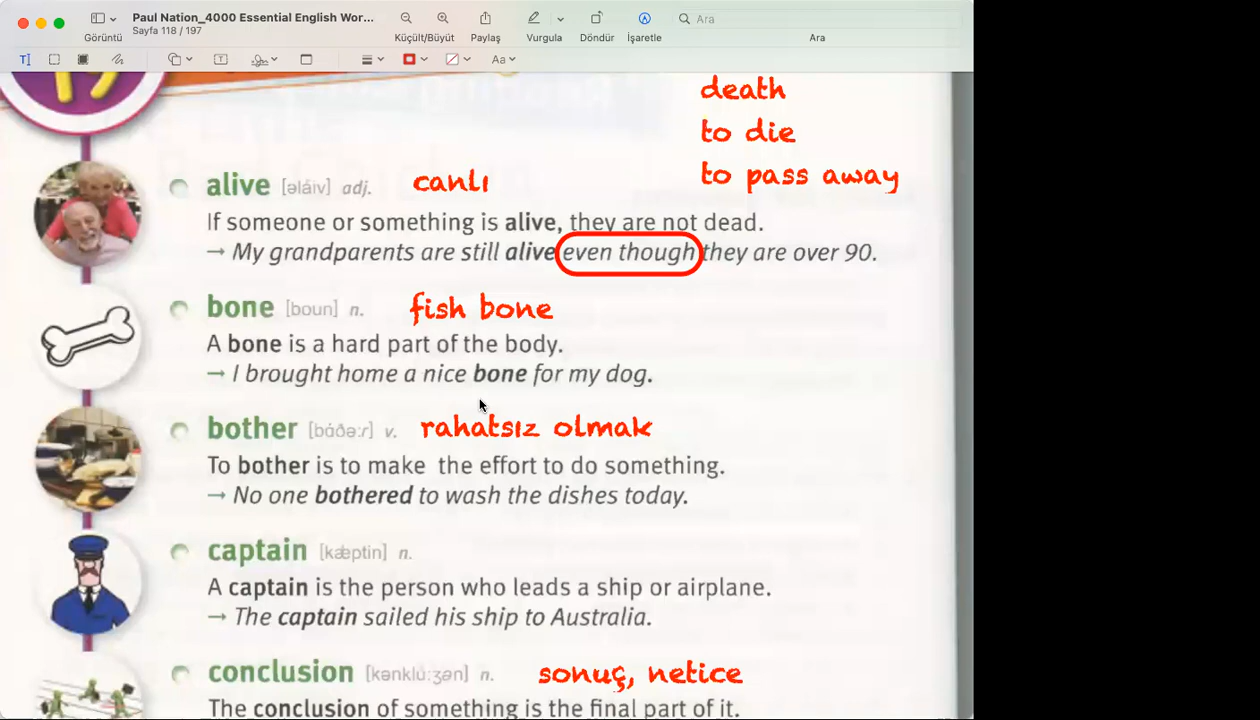 Paul Nation_4000 Essential English Wor...
Sayfa 118 / 197
Görüntü
Küçült/Büyüt
Paylaş
Vurgula
Döndür
İşaretle
Ara
Ara
Aa
19
death
to die
to pass away
alive [əláiv] adj. canlı
If someone or something is alive, they are not dead.
→ My grandparents are still alive even though they are over 90.
bone [boun] n. fish bone
A bone is a hard part of the body.
→ I brought home a nice bone for my dog.
bother [báðə:r] v. rahatsız olmak
To bother is to make the effort to do something.
→ No one bothered to wash the dishes today.
captain [kǽptin] n.
A captain is the person who leads a ship or airplane.
→ The captain sailed his ship to Australia.
conclusion [kənklú:ʒən] n. sonuç, netice
The conclusion of something is the final part of it.